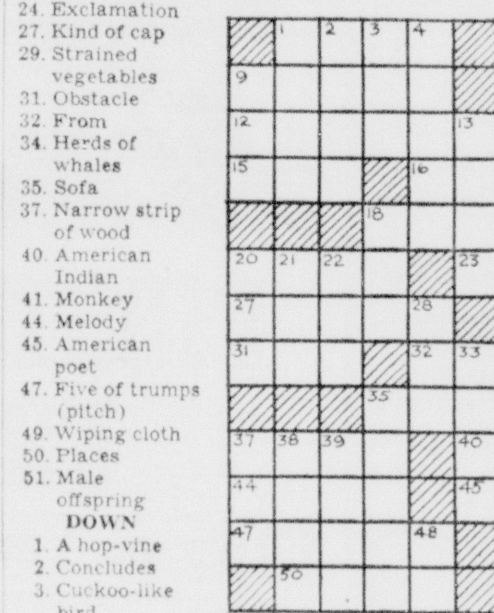 24. Exclamation
27. Kind of cap
29. Strained
vegetables
31. Obstacle
32. From
34. Herds of
whales
35. Sofa
37. Narrow strip
of wood
40. American
Indian
41. Monkey
44. Melody
45. American
poet
47. Five of trumps
(pitch)
49. Wiping cloth
50. Places
51. Male
offspring
DOWN
1. A hop-vine
2. Concludes
3. Cuckoo-like
bird
1 2 3 4
9
12 13
15 16
18
20 21 22 23
27 28
31 32 33
35
37 38 39 40
44 45
47 48
50